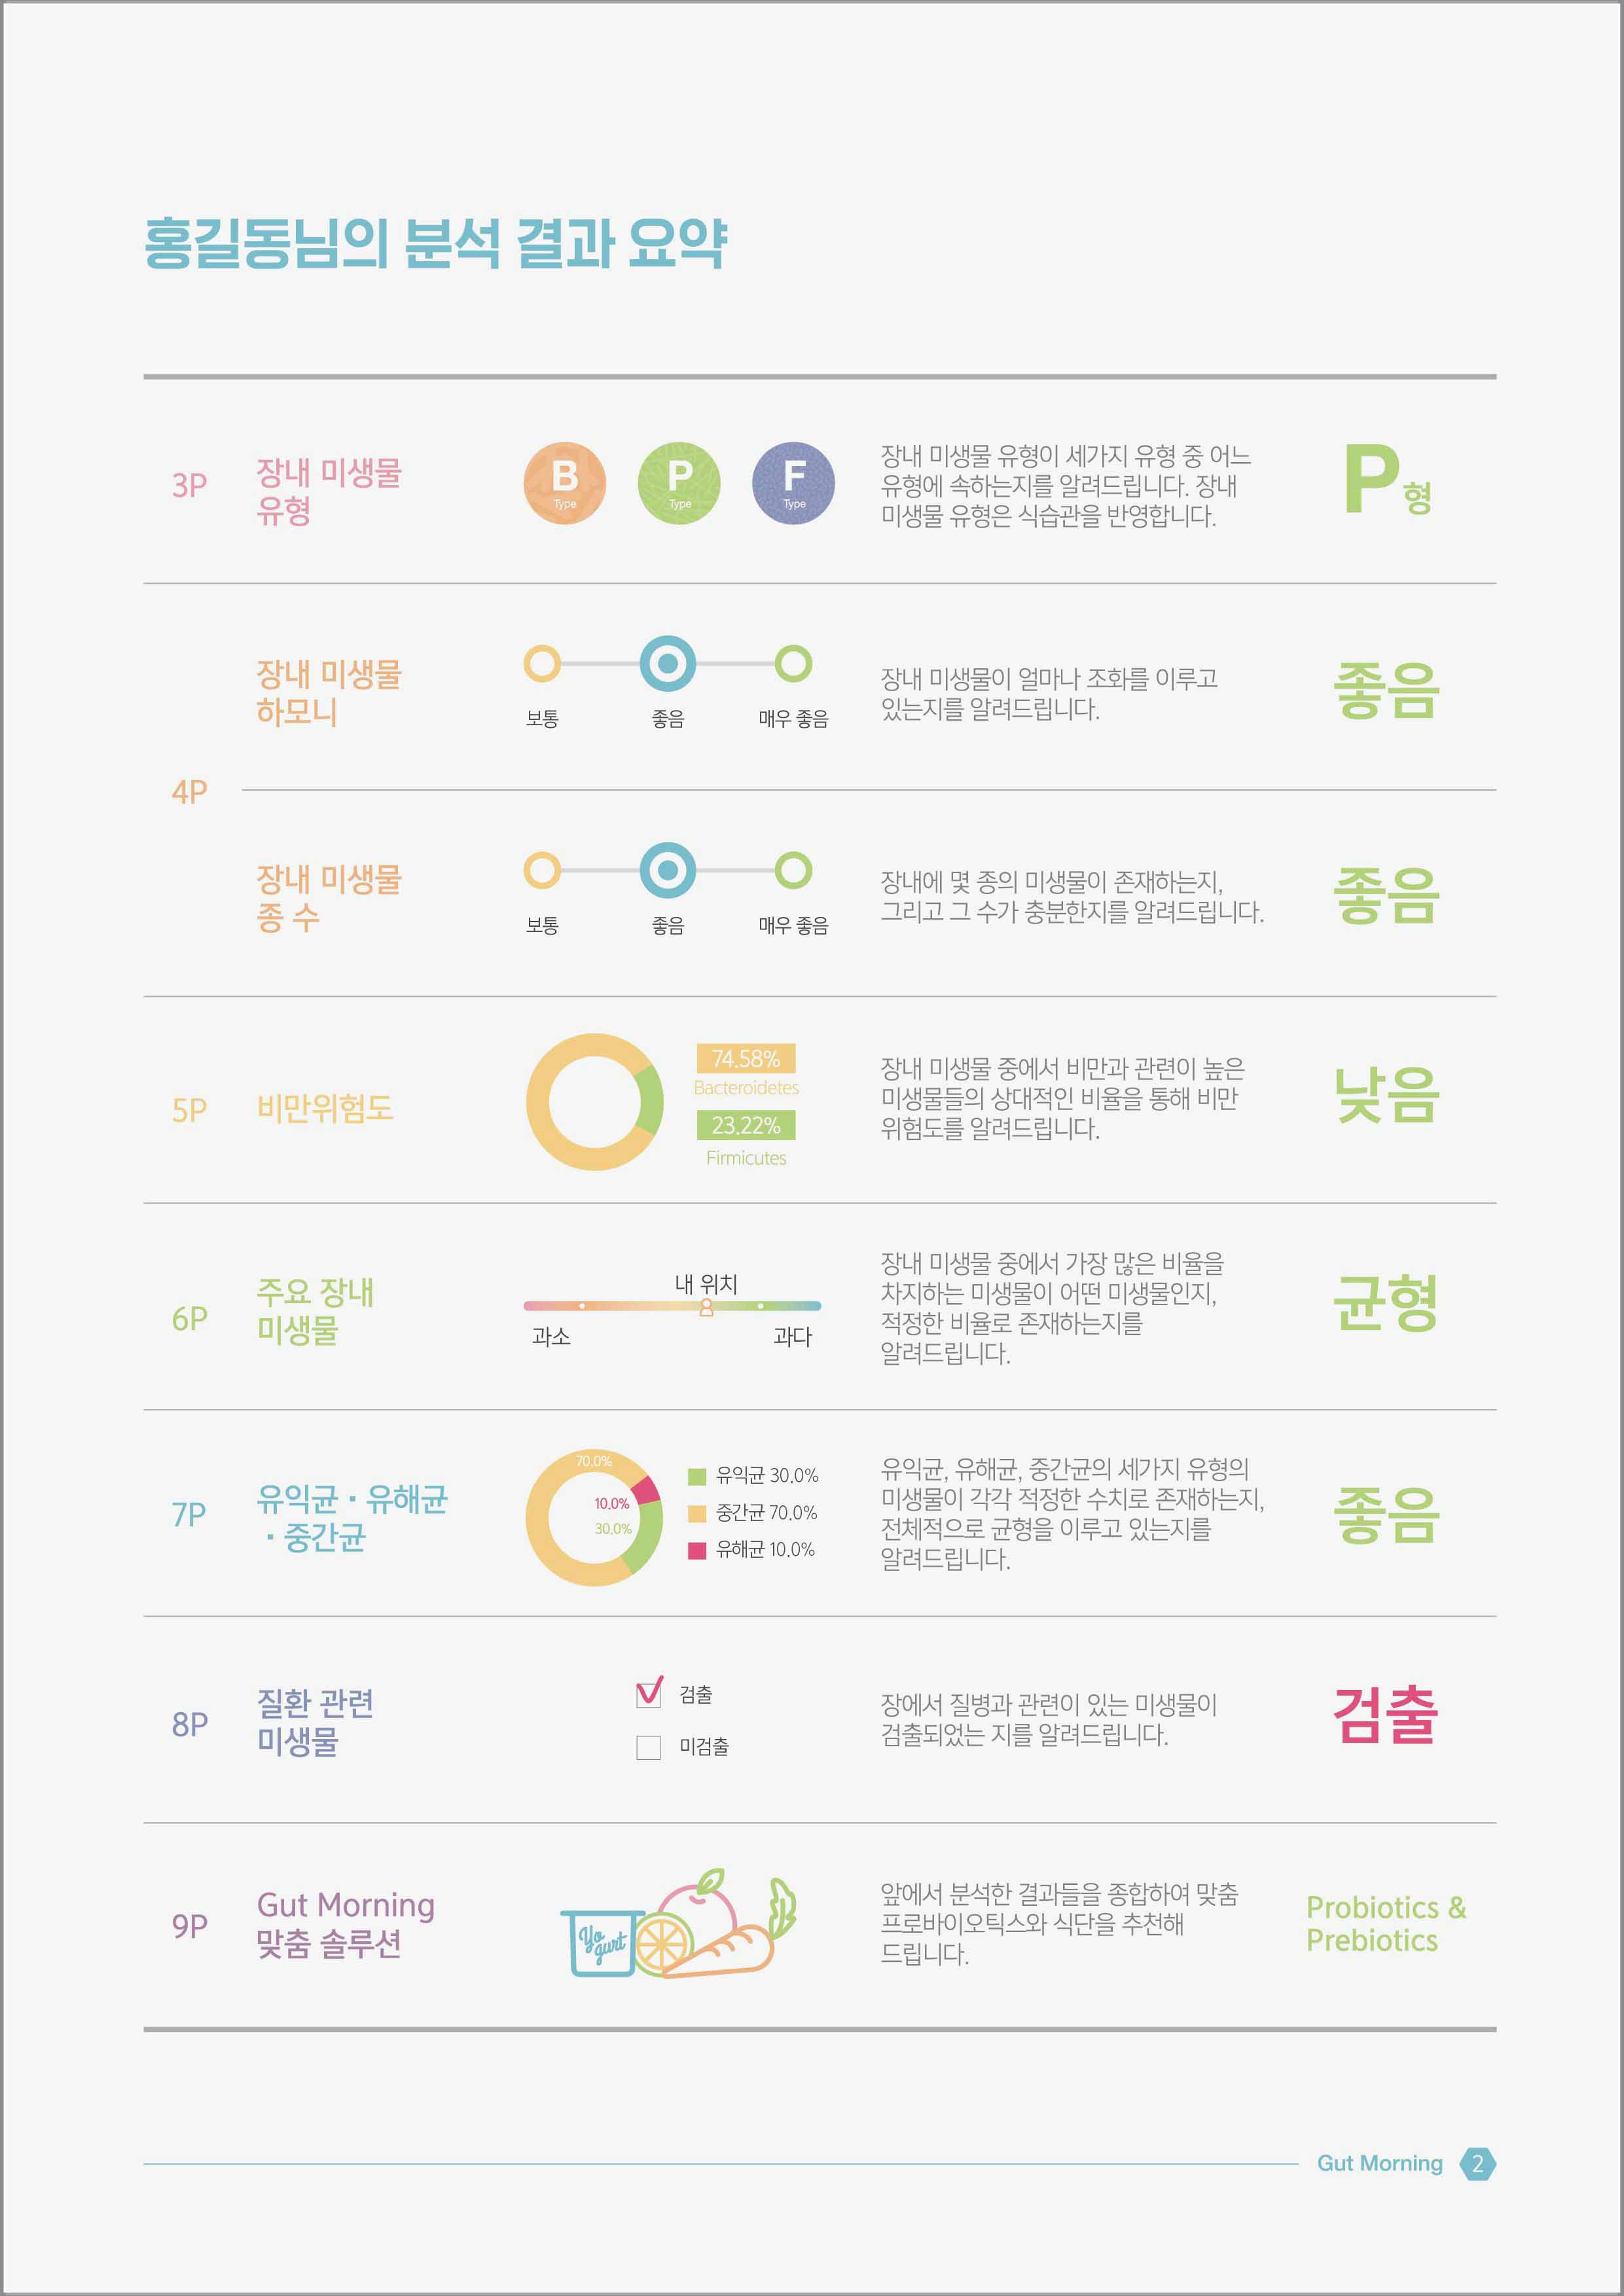 홍길동님의 분석 결과 요약
3P
장내 미생물
유형
B
Type
P
Type
F
Type
장내 미생물 유형이 세가지 유형 중 어느
유형에 속하는지를 알려드립니다. 장내
미생물 유형은 식습관을 반영합니다.
P형
4P
장내 미생물
하모니
보통
좋음
매우 좋음
장내 미생물이 얼마나 조화를 이루고
있는지를 알려드립니다.
좋음
장내 미생물
종 수
보통
좋음
매우 좋음
장내에 몇 종의 미생물이 존재하는지,
그리고 그 수가 충분한지를 알려드립니다.
좋음
5P
비만위험도
74.58%
Bacteroidetes
23.22%
Firmicutes
장내 미생물 중에서 비만과 관련이 높은
미생물들의 상대적인 비율을 통해 비만
위험도를 알려드립니다.
낮음
6P
주요 장내
미생물
내 위치
과소
과다
장내 미생물 중에서 가장 많은 비율을
차지하는 미생물이 어떤 미생물인지,
적정한 비율로 존재하는지를
알려드립니다.
균형
7P
유익균 · 유해균
· 중간균
70.0%
10.0%
30.0%
유익균 30.0%
중간균 70.0%
유해균 10.0%
유익균, 유해균, 중간균의 세가지 유형의
미생물이 각각 적정한 수치로 존재하는지,
전체적으로 균형을 이루고 있는지를
알려드립니다.
좋음
8P
질환 관련
미생물
검출
미검출
장에서 질병과 관련이 있는 미생물이
검출되었는 지를 알려드립니다.
검출
9P
Gut Morning
맞춤 솔루션
Yo
gurt
앞에서 분석한 결과들을 종합하여 맞춤
프로바이오틱스와 식단을 추천해
드립니다.
Probiotics &
Prebiotics
Gut Morning 2